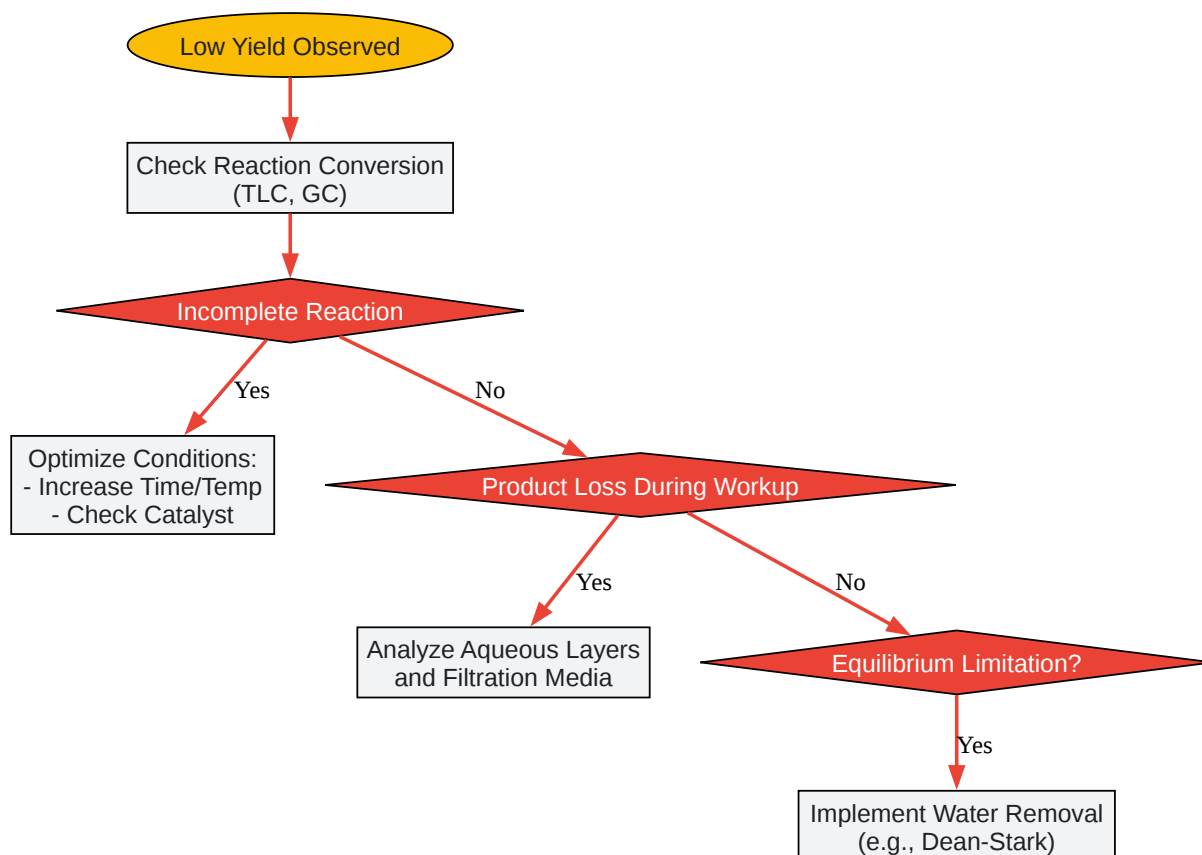 Low Yield Observed
Check Reaction Conversion
(TLC, GC)
Incomplete Reaction
Yes
No
Optimize Conditions:
- Increase Time/Temp
- Check Catalyst
Product Loss During Workup
Yes
No
Analyze Aqueous Layers
and Filtration Media
Equilibrium Limitation?
Yes
Implement Water Removal
(e.g., Dean-Stark)